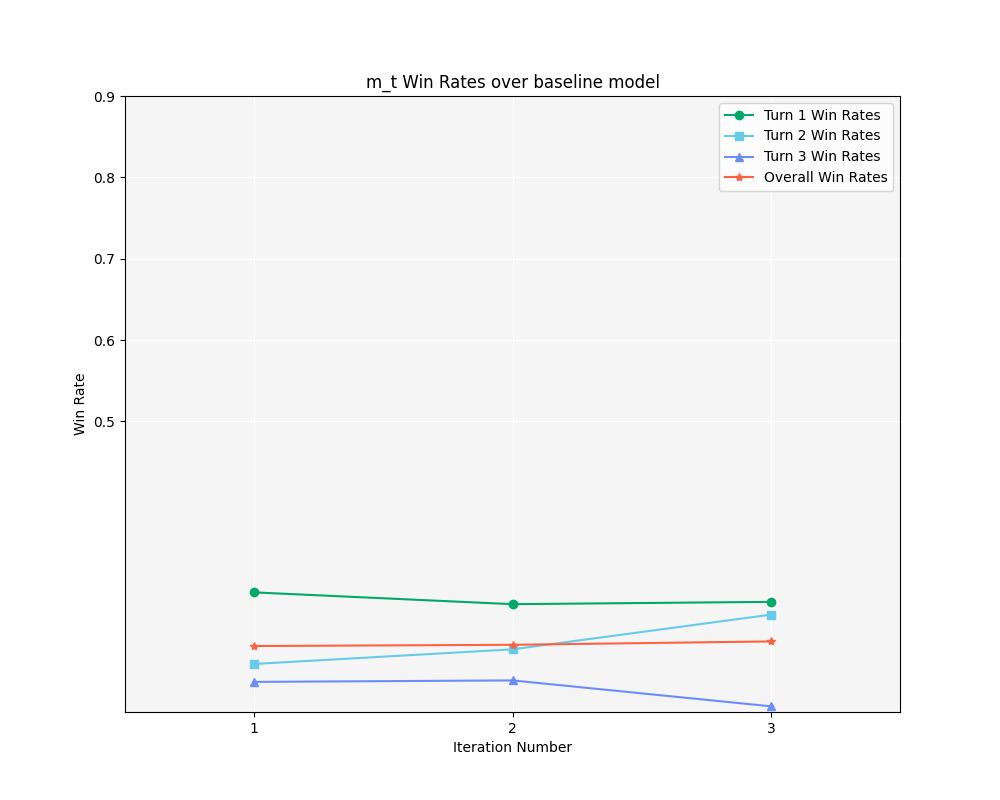 m_t Win Rates over baseline model
0.9
0.8
0.7
0.6
0.5
Win Rate
Turn 1 Win Rates
Turn 2 Win Rates
Turn 3 Win Rates
Overall Win Rates
1
2
3
Iteration Number